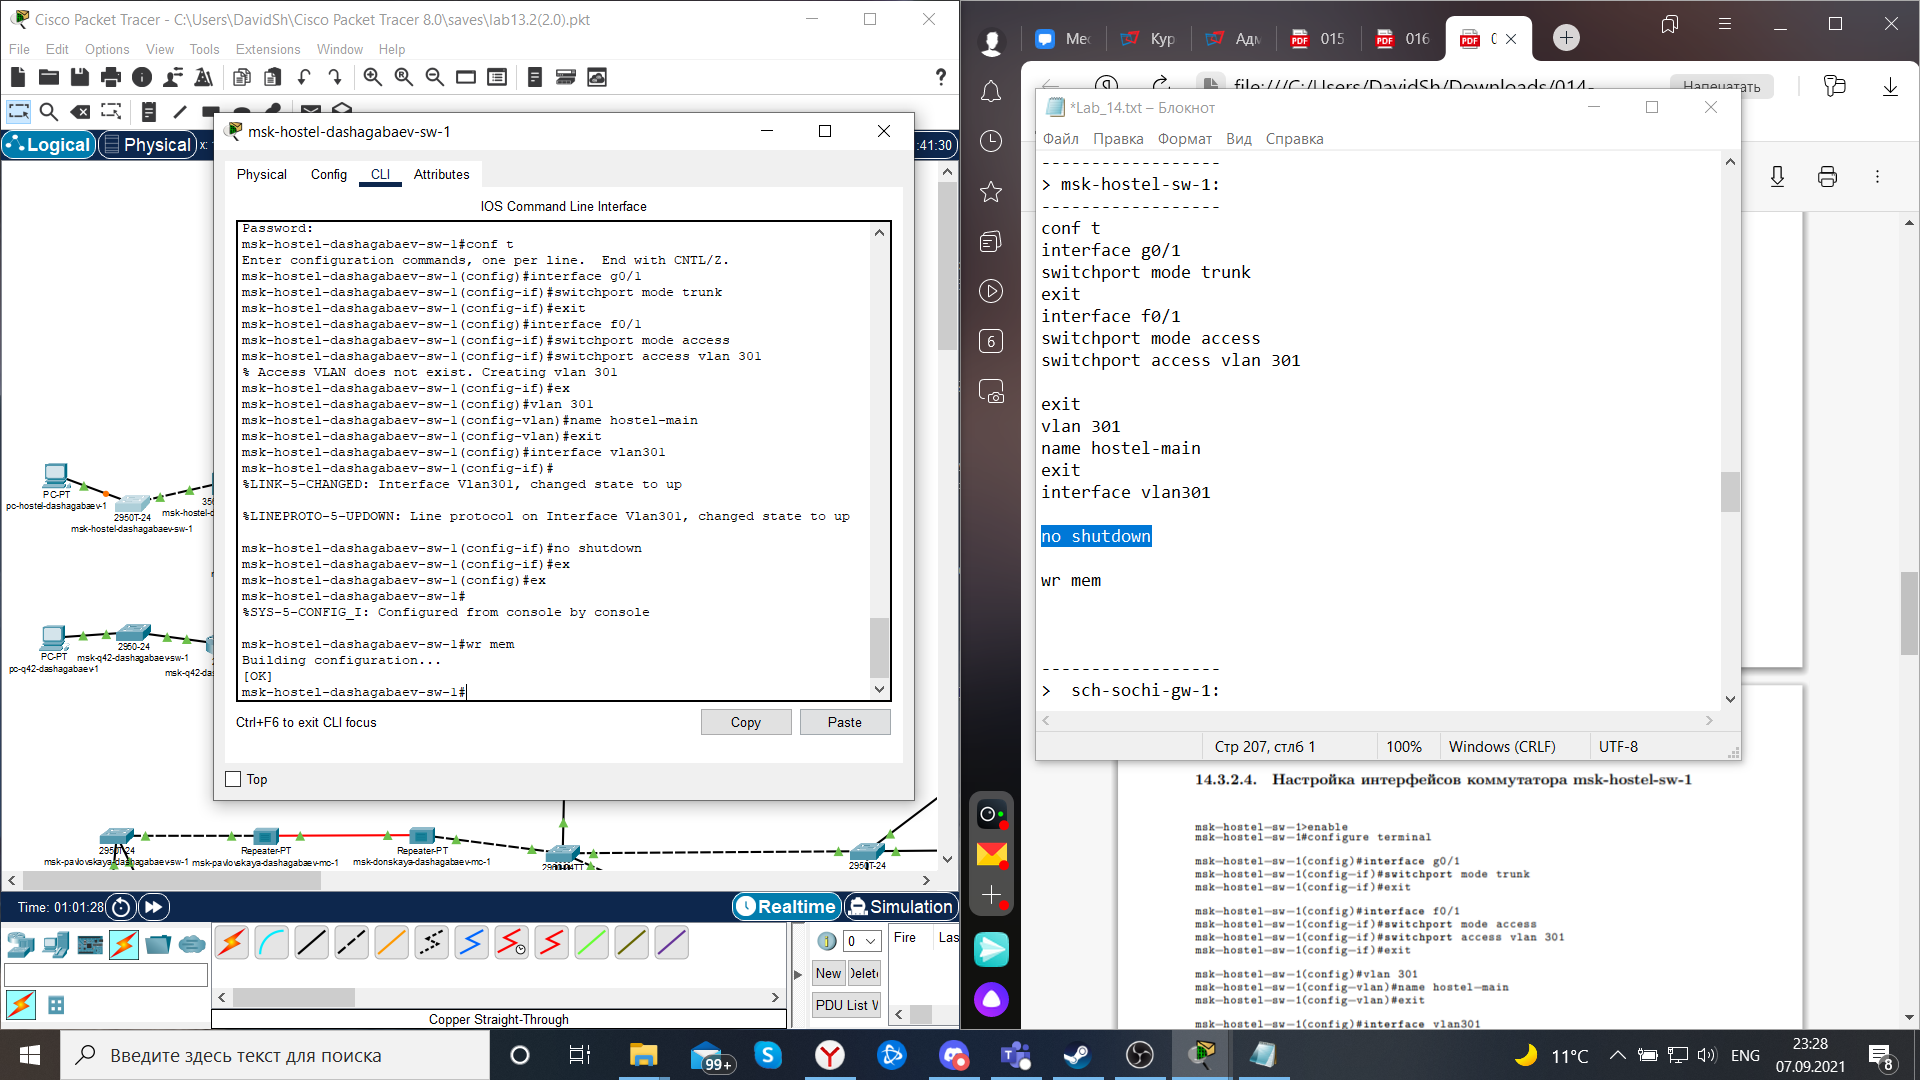 Cisco Packet Tracer - C:\Users\DavidSh\Cisco Packet Tracer 8.0\saves\lab13.2(2.0).pkt
File Edit Options View Tools Extensions Window Help
Logical Physical x:
:41:30
msk-hostel-dashagabaev-sw-1
Physical Config CLI Attributes
IOS Command Line Interface
Password:
msk-hostel-dashagabaev-sw-1#conf t
Enter configuration commands, one per line.  End with CNTL/Z.
msk-hostel-dashagabaev-sw-1(config)#interface g0/1
msk-hostel-dashagabaev-sw-1(config-if)#switchport mode trunk
msk-hostel-dashagabaev-sw-1(config-if)#exit
msk-hostel-dashagabaev-sw-1(config)#interface f0/1
msk-hostel-dashagabaev-sw-1(config-if)#switchport mode access
msk-hostel-dashagabaev-sw-1(config-if)#switchport access vlan 301
% Access VLAN does not exist. Creating vlan 301
msk-hostel-dashagabaev-sw-1(config-if)#ex
msk-hostel-dashagabaev-sw-1(config)#vlan 301
msk-hostel-dashagabaev-sw-1(config-vlan)#name hostel-main
msk-hostel-dashagabaev-sw-1(config-vlan)#exit
msk-hostel-dashagabaev-sw-1(config)#interface vlan301
msk-hostel-dashagabaev-sw-1(config-if)#
%LINK-5-CHANGED: Interface Vlan301, changed state to up
%LINEPROTO-5-UPDOWN: Line protocol on Interface Vlan301, changed state to up
msk-hostel-dashagabaev-sw-1(config-if)#no shutdown
msk-hostel-dashagabaev-sw-1(config-if)#ex
msk-hostel-dashagabaev-sw-1(config)#ex
msk-hostel-dashagabaev-sw-1#
%SYS-5-CONFIG_I: Configured from console by console
msk-hostel-dashagabaev-sw-1#wr mem
Building configuration...
[OK]
msk-hostel-dashagabaev-sw-1#
Ctrl+F6 to exit CLI focus
Copy Paste
Top
PC-PT
pc-hostel-dashagabaev-1
2950T-24
msk-hostel-dashagabaev-sw-1
PC-PT
pc-q42-dashagabaev-1
2950-24
msk-q42-dashagabaevsw-1
2950T-24
msk-pavlovskaya-dashagabaev-sw-1
Repeater-PT
msk-pavlovskaya-dashagabaev-mc-1
Repeater-PT
msk-donskaya-dashagabaev-mc-1
2950T-24
Time: 01:01:28
Realtime Simulation
0
Fire Las
New
PDU List
Copper Straight-Through
Мес
Кур
Адм
015
016
0
file:///C:/Users/DavidSh/Downloads/014-
Напечатать
6
*Lab_14.txt – Блокнот
Файл Правка Формат Вид Справка
------------------
> msk-hostel-sw-1:
------------------
conf t
interface g0/1
switchport mode trunk
exit
interface f0/1
switchport mode access
switchport access vlan 301
exit
vlan 301
name hostel-main
exit
interface vlan301
no shutdown
wr mem
------------------
>  sch-sochi-gw-1:
Стр 207, стлб 1
100%
Windows (CRLF)
UTF-8
14.3.2.4. Настройка интерфейсов коммутатора msk-hostel-sw-1
msk-hostel-sw-1>enable
msk-hostel-sw-1#configure terminal
msk-hostel-sw-1(config)#interface g0/1
msk-hostel-sw-1(config-if)#switchport mode trunk
msk-hostel-sw-1(config-if)#exit
msk-hostel-sw-1(config)#interface f0/1
msk-hostel-sw-1(config-if)#switchport mode access
msk-hostel-sw-1(config-if)#switchport access vlan 301
msk-hostel-sw-1(config-if)#exit
msk-hostel-sw-1(config)#vlan 301
msk-hostel-sw-1(config-vlan)#name hostel-main
msk-hostel-sw-1(config-vlan)#exit
msk-hostel-sw-1(config)#interface vlan301
Введите здесь текст для поиска
99+
11°C
ENG
23:28
07.09.2021
8